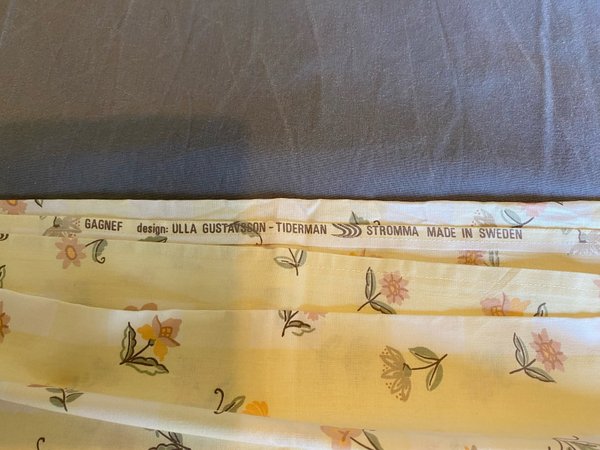 GAGNEF design: ULLA GUSTAVSSON - TIDERMAN STROMMA MADE IN SWEDEN